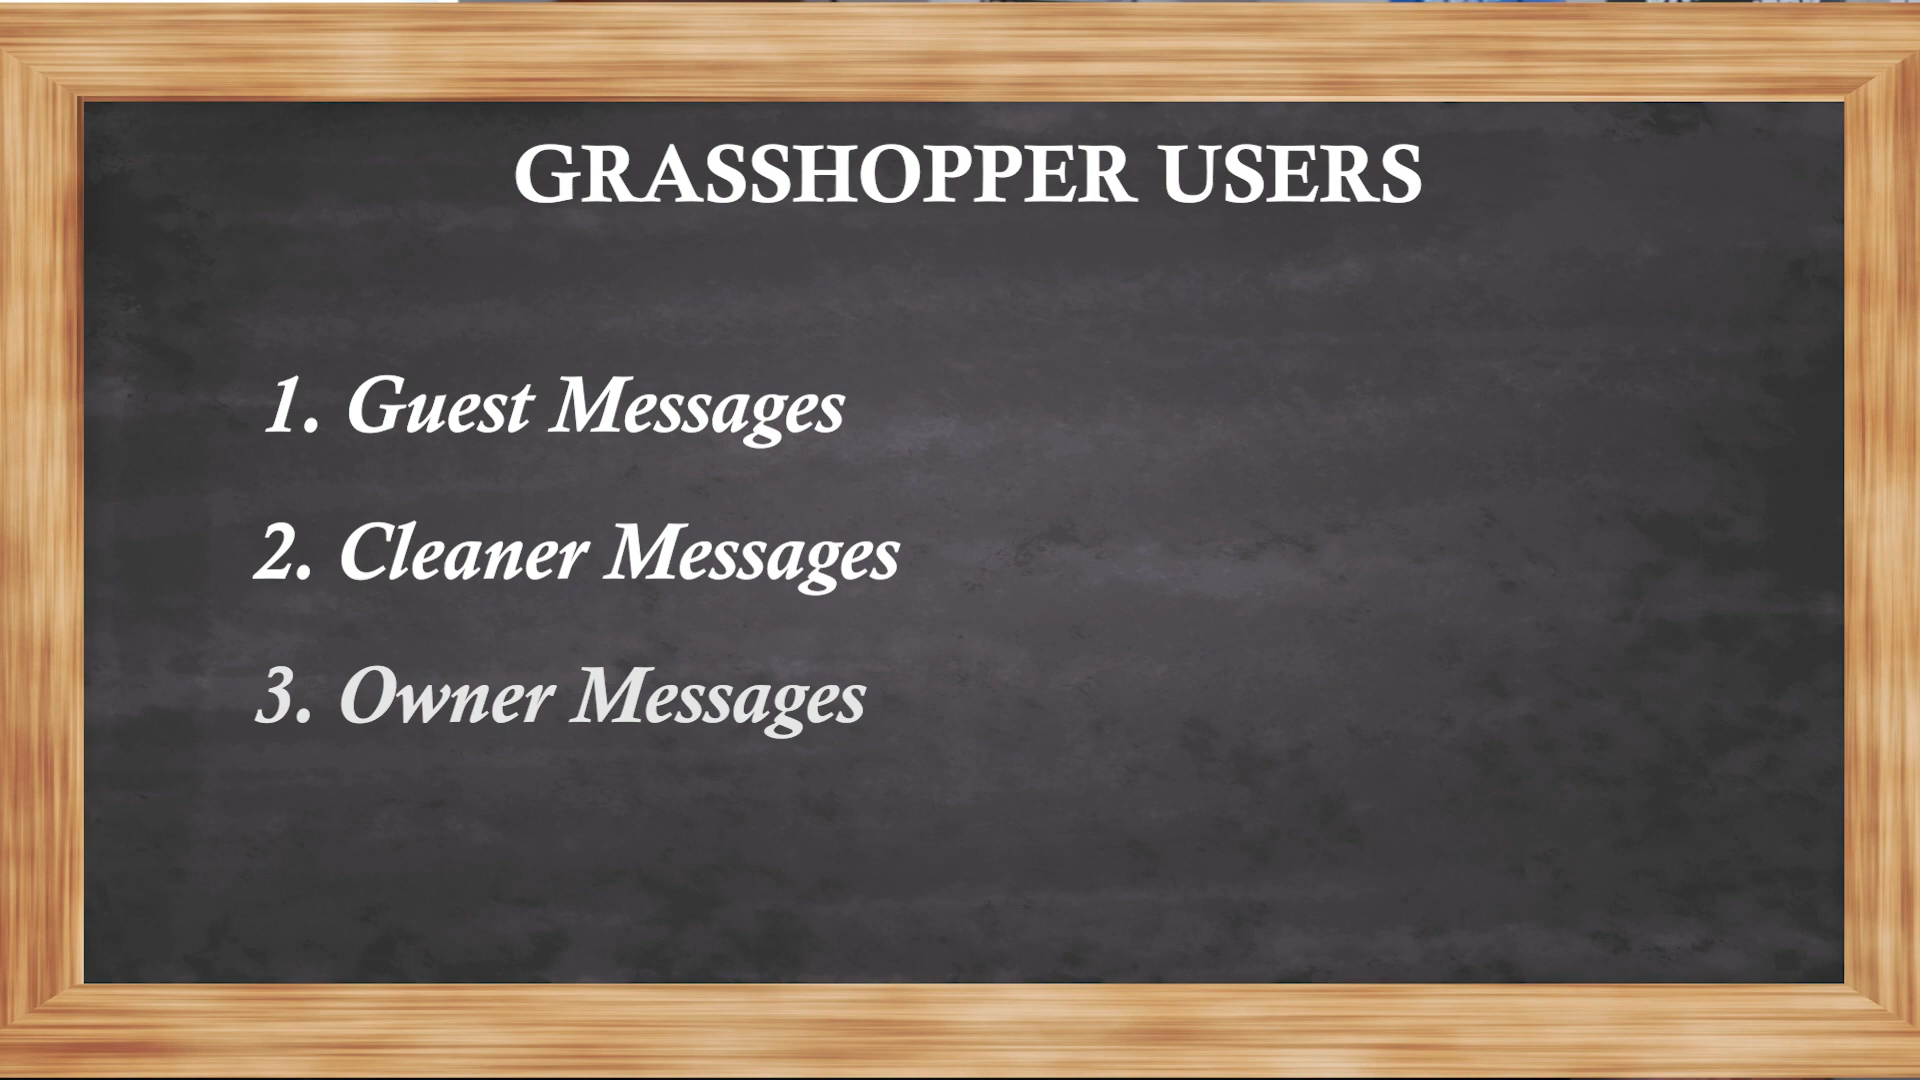 GRASSHOPPER USERS
1. Guest Messages
2. Cleaner Messages
3. Owner Messages